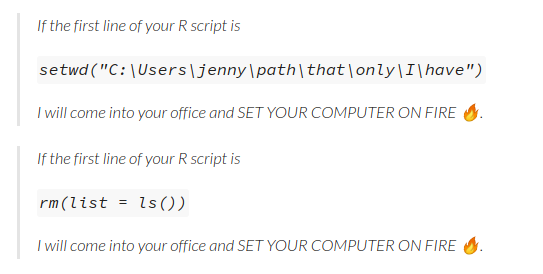 If the first line of your R script is
setwd("C:\Users\jenny\path\that\only\I\have")
I will come into your office and SET YOUR COMPUTER ON FIRE 🔥.
If the first line of your R script is
rm(list = ls())
I will come into your office and SET YOUR COMPUTER ON FIRE 🔥.